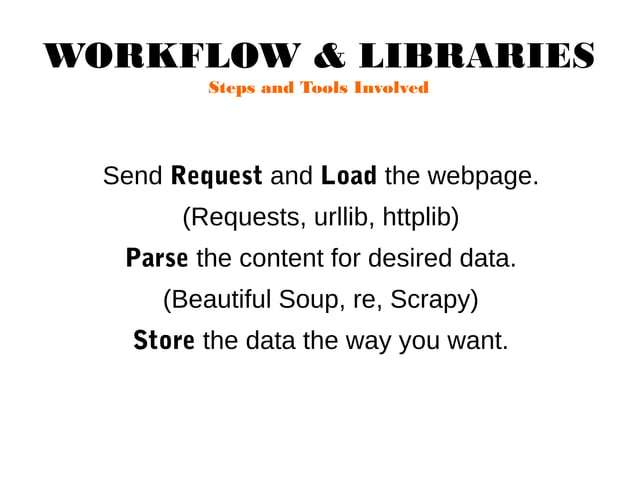 WORKFLOW & LIBRARIES
Steps and Tools Involved
Send Request and Load the webpage.
(Requests, urllib, httplib)
Parse the content for desired data.
(Beautiful Soup, re, Scrapy)
Store the data the way you want.